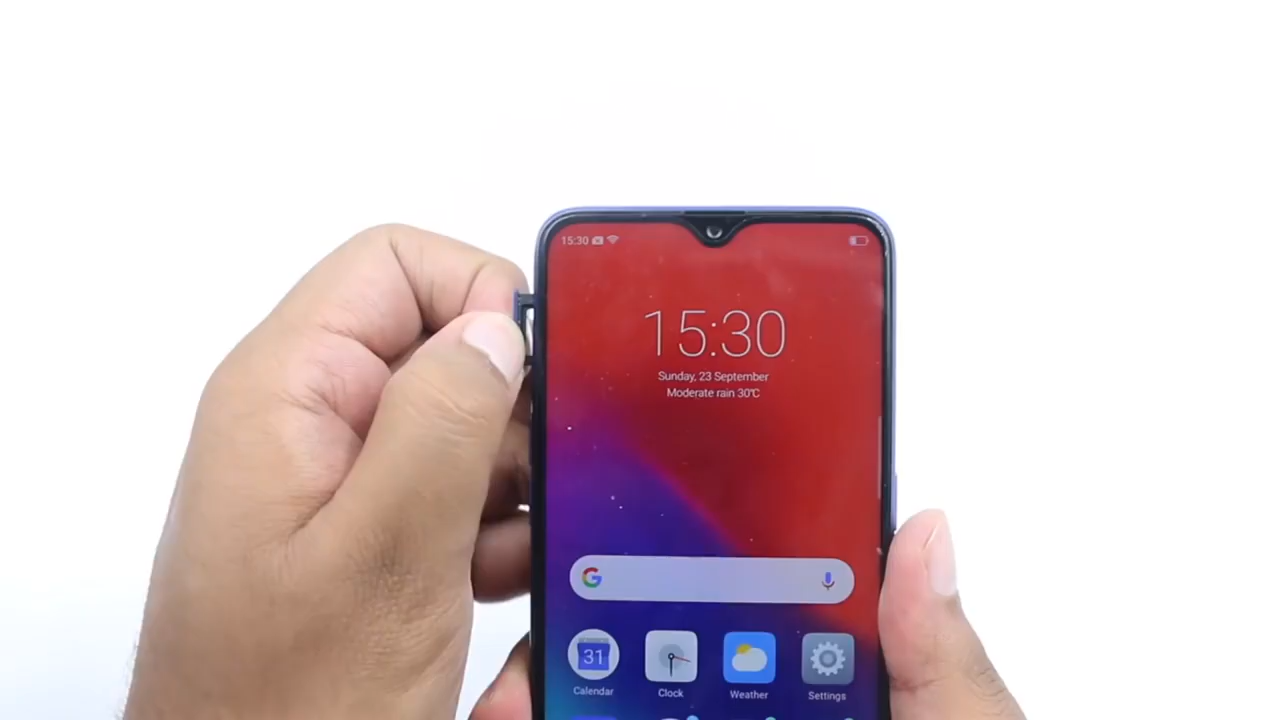 15:30
15:30
Sunday, 23 September
Moderate rain 30℃
G
31
Calendar
Clock
Weather
Settings